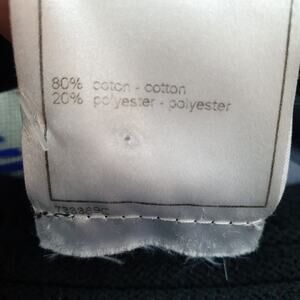 80% coton - cotton
20% polyester - polyester